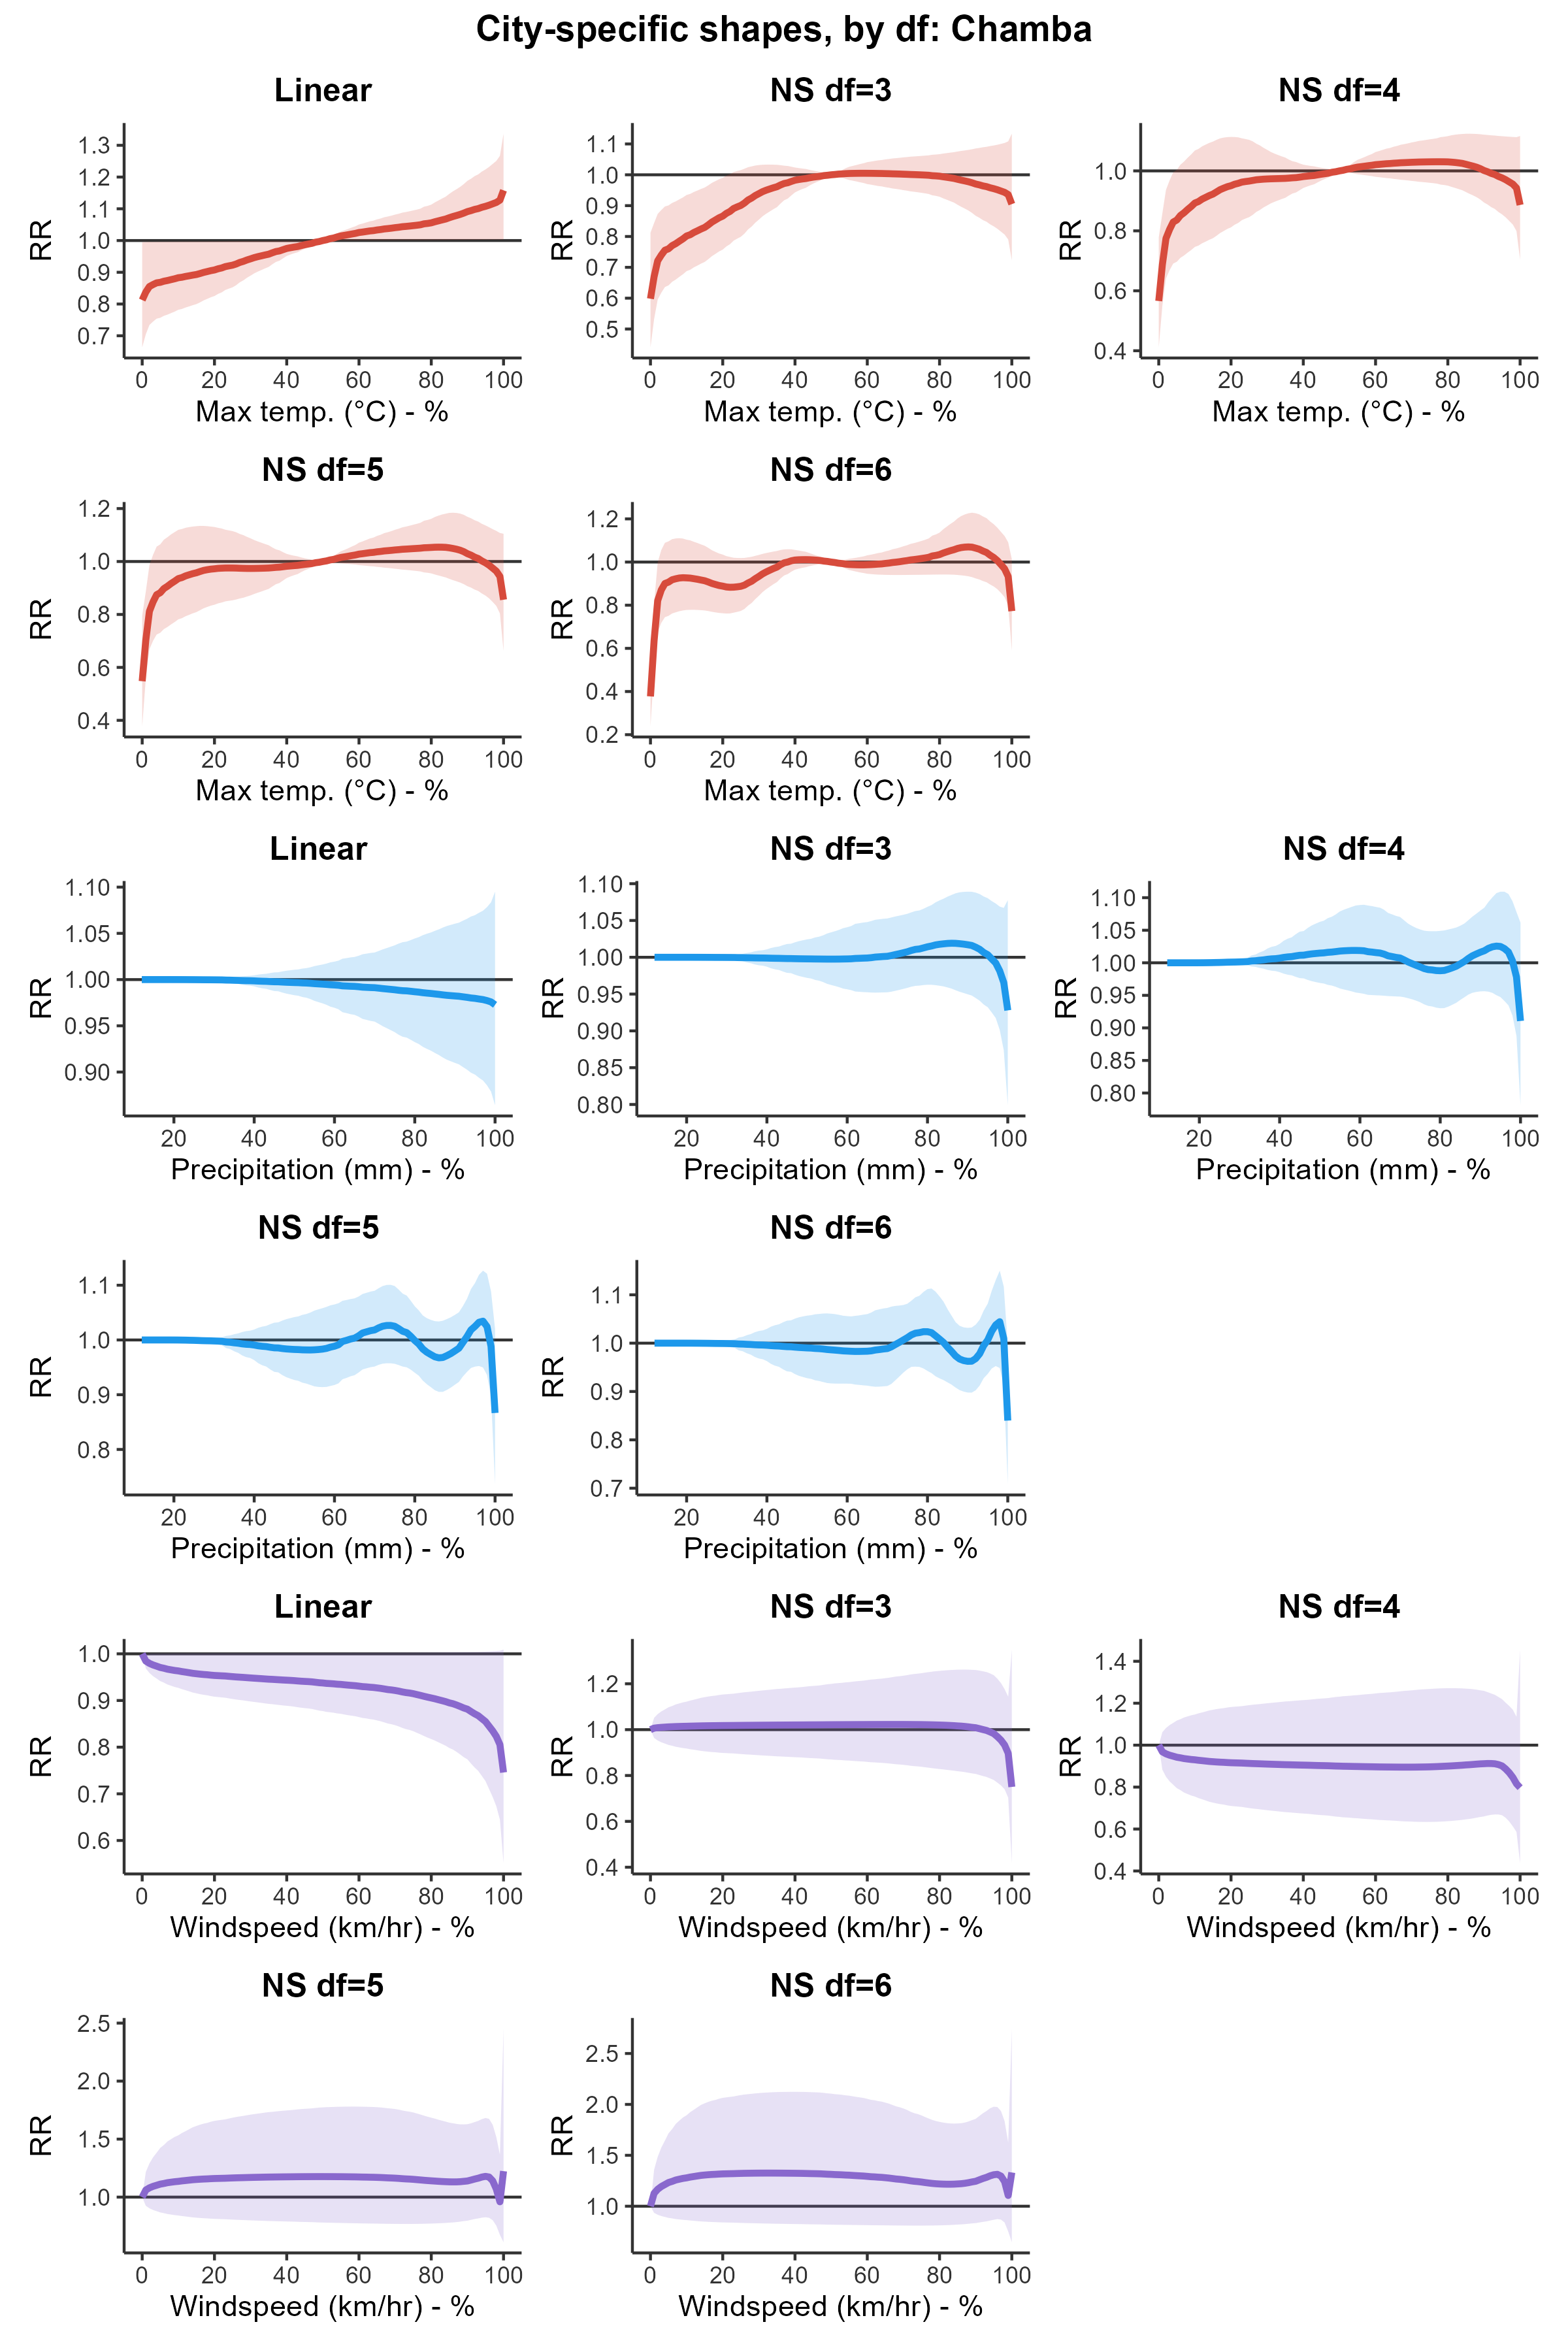 City-specific shapes, by df: Chamba
Linear
NS df=3
NS df=4
1.3
1.2
1.1
1.0
0.9
0.8
0.7
RR
0 20 40 60 80 100
Max temp. (°C) - %
1.1
1.0
0.9
0.8
0.7
0.6
0.5
RR
0 20 40 60 80 100
Max temp. (°C) - %
1.0
0.8
0.6
0.4
RR
0 20 40 60 80 100
Max temp. (°C) - %
NS df=5
NS df=6
1.2
1.0
0.8
0.6
0.4
RR
0 20 40 60 80 100
Max temp. (°C) - %
1.2
1.0
0.8
0.6
0.4
0.2
RR
0 20 40 60 80 100
Max temp. (°C) - %
Linear
NS df=3
NS df=4
1.10
1.05
1.00
0.95
0.90
RR
20 40 60 80 100
Precipitation (mm) - %
1.10
1.05
1.00
0.95
0.90
0.85
0.80
RR
20 40 60 80 100
Precipitation (mm) - %
1.10
1.05
1.00
0.95
0.90
0.85
0.80
RR
20 40 60 80 100
Precipitation (mm) - %
NS df=5
NS df=6
1.1
1.0
0.9
0.8
RR
20 40 60 80 100
Precipitation (mm) - %
1.1
1.0
0.9
0.8
0.7
RR
20 40 60 80 100
Precipitation (mm) - %
Linear
NS df=3
NS df=4
1.0
0.9
0.8
0.7
0.6
RR
0 20 40 60 80 100
Windspeed (km/hr) - %
1.2
1.0
0.8
0.6
0.4
RR
0 20 40 60 80 100
Windspeed (km/hr) - %
1.4
1.2
1.0
0.8
0.6
0.4
RR
0 20 40 60 80 100
Windspeed (km/hr) - %
NS df=5
NS df=6
2.5
2.0
1.5
1.0
RR
0 20 40 60 80 100
Windspeed (km/hr) - %
2.5
2.0
1.5
1.0
RR
0 20 40 60 80 100
Windspeed (km/hr) - %